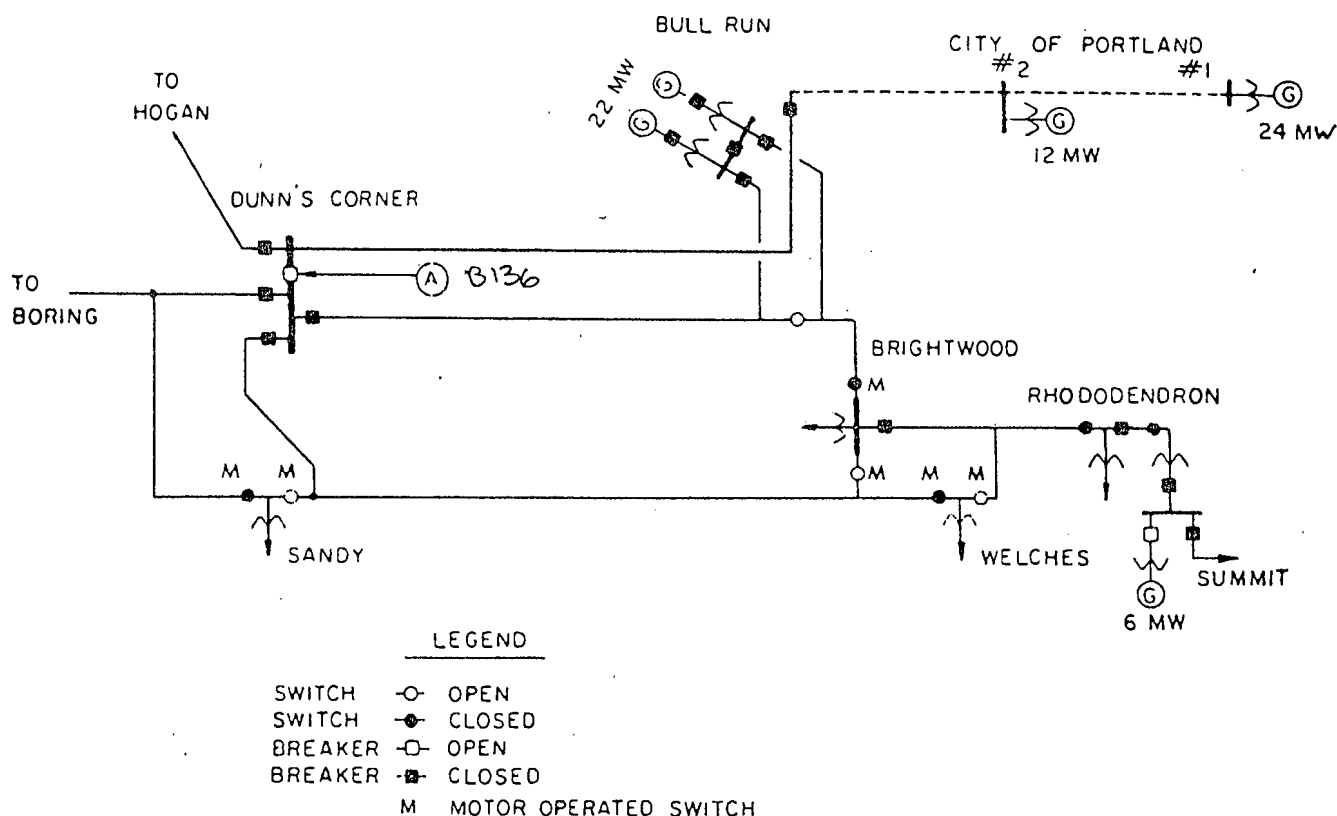 BULL RUN
CITY OF PORTLAND
#2
#1
TO
HOGAN
22 MW
G
G
G
G
24 MW
12 MW
DUNN'S CORNER
TO
BORING
A
B136
BRIGHTWOOD
M
RHODODENDRON
M
M
M
M
M
SANDY
WELCHES
SUMMIT
G
6 MW
LEGEND
SWITCH OPEN
SWITCH CLOSED
BREAKER OPEN
BREAKER CLOSED
M MOTOR OPERATED SWITCH